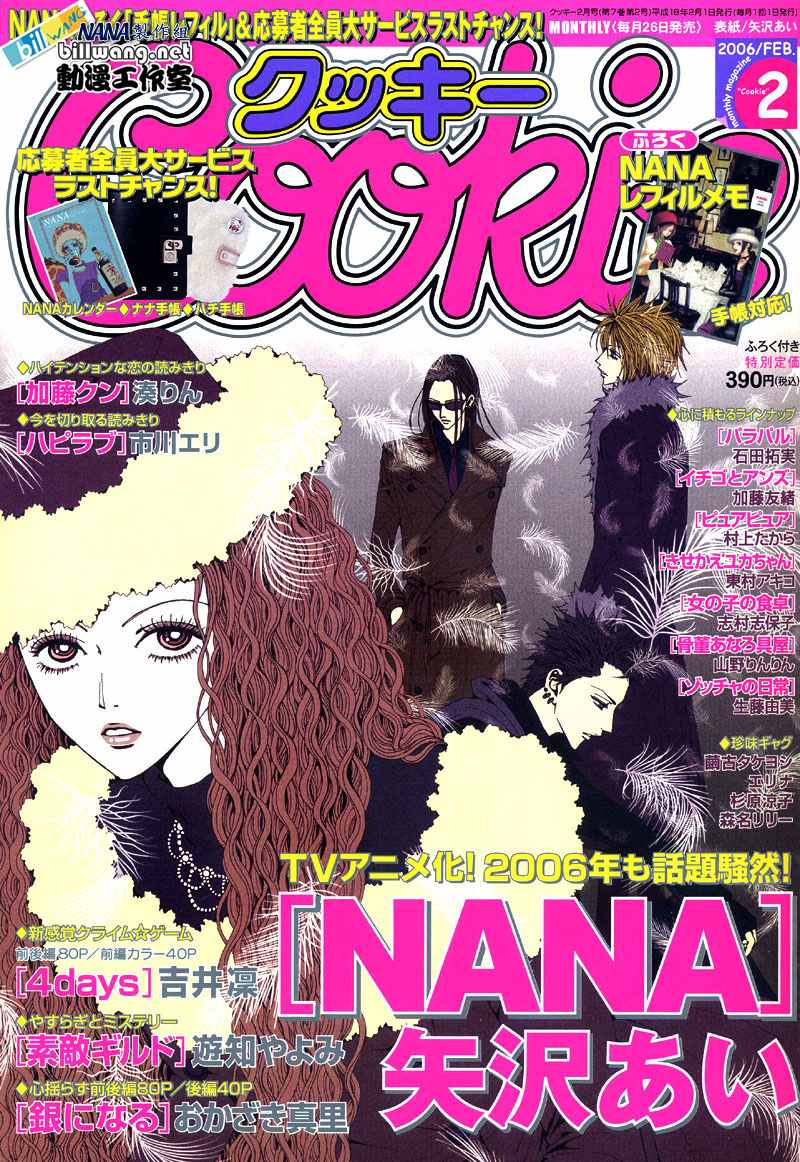 NANA製作組
billwang
billwang.net
動漫工作室
&応募者全員大サービスラストチャンス!
クッキー2月号(第7巻第2号)平成18年2月1日発行(毎月1回1日発行)
MONTHLY〈毎月26日発売〉 表紙/矢沢あい
2006/FEB.
monthly magazine
"Cookie"
2
クッキー
Cookie
応募者全員大サービス
ラストチャンス!
NANA
NANAカレンダー◆ナナ手帳◆ハチ手帳
ふろく
NANA
レフィルメモ
手帳対応!
ふろく付き
特別定価
390円(税込)
◆ハイテンションな恋の読みきり
[加藤クン]湊りん
◆今を切り取る読みきり
[ハピラブ]市川エリ
◆心に積もるラインナップ
[パラパル]
石田拓実
[イチゴとアンズ]
加藤友緒
[ピュアピュア]
村上たから
[きせかえユカちゃん]
東村アキコ
[女の子の食卓]
志村志保子
[骨董あなろ具屋]
山野りんりん
[ゾッチャの日常]
生藤由美
◆珍味ギャグ
繭古タケヨシ
エリナ
杉原涼子
森名リリー
TVアニメ化! 2006年も話題騒然!
[NANA]
矢沢あい
◆新感覚クライム☆ゲーム
前後編80P/前編カラー40P
[4days]吉井凛
◆やすらぎとミステリー
[素敵ギルド]遊知やよみ
◆心揺らす前後編80P/後編40P
[銀になる]おかざき真里